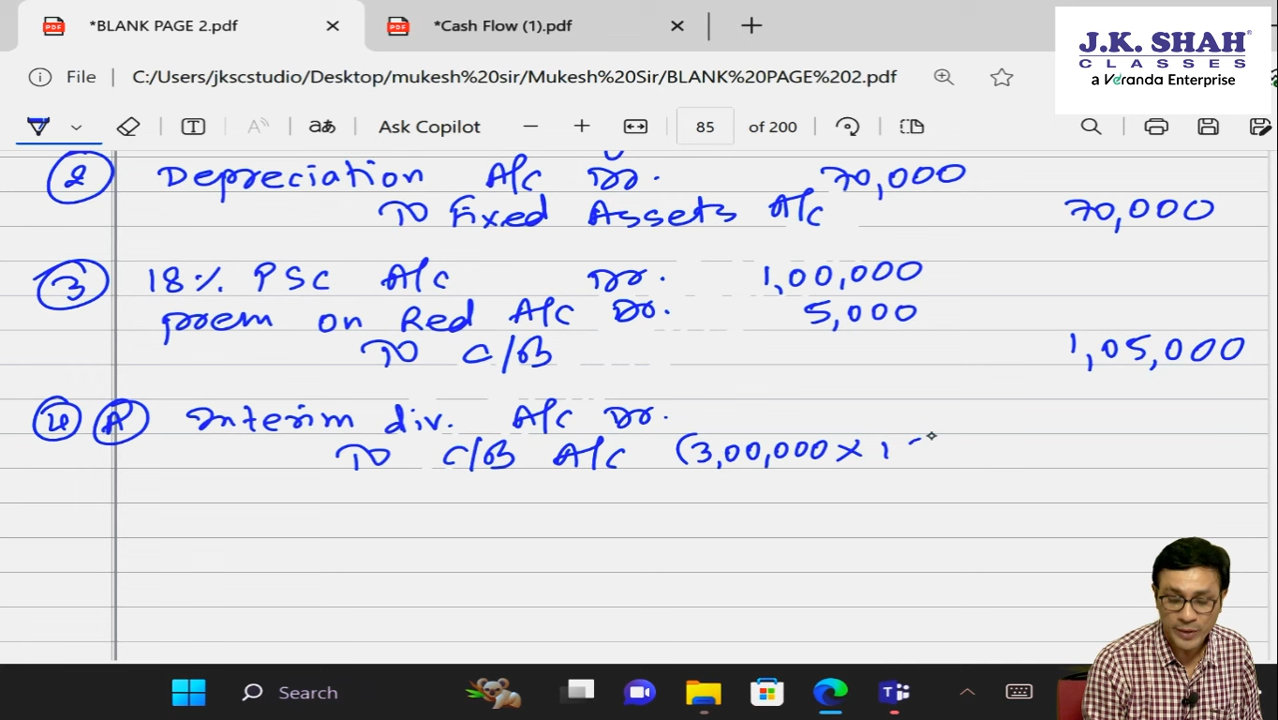 *BLANK PAGE 2.pdf
*Cash Flow (1).pdf
J.K. SHAH
CLASSES
a Veranda Enterprise
File C:/Users/jkscstudio/Desktop/mukesh%20sir/Mukesh%20Sir/BLANK%20PAGE%202.pdf
Ask Copilot 85 of 200
2 Depreciation A/c Dr. 70,000
To Fixed Assets A/c 70,000
3 18% PSC A/c Dr. 1,00,000
prem on Red A/c Dr. 5,000
To C/B 1,05,000
4 A Interim div. A/c Dr.
To C/B A/c (3,00,000 × 1
Search